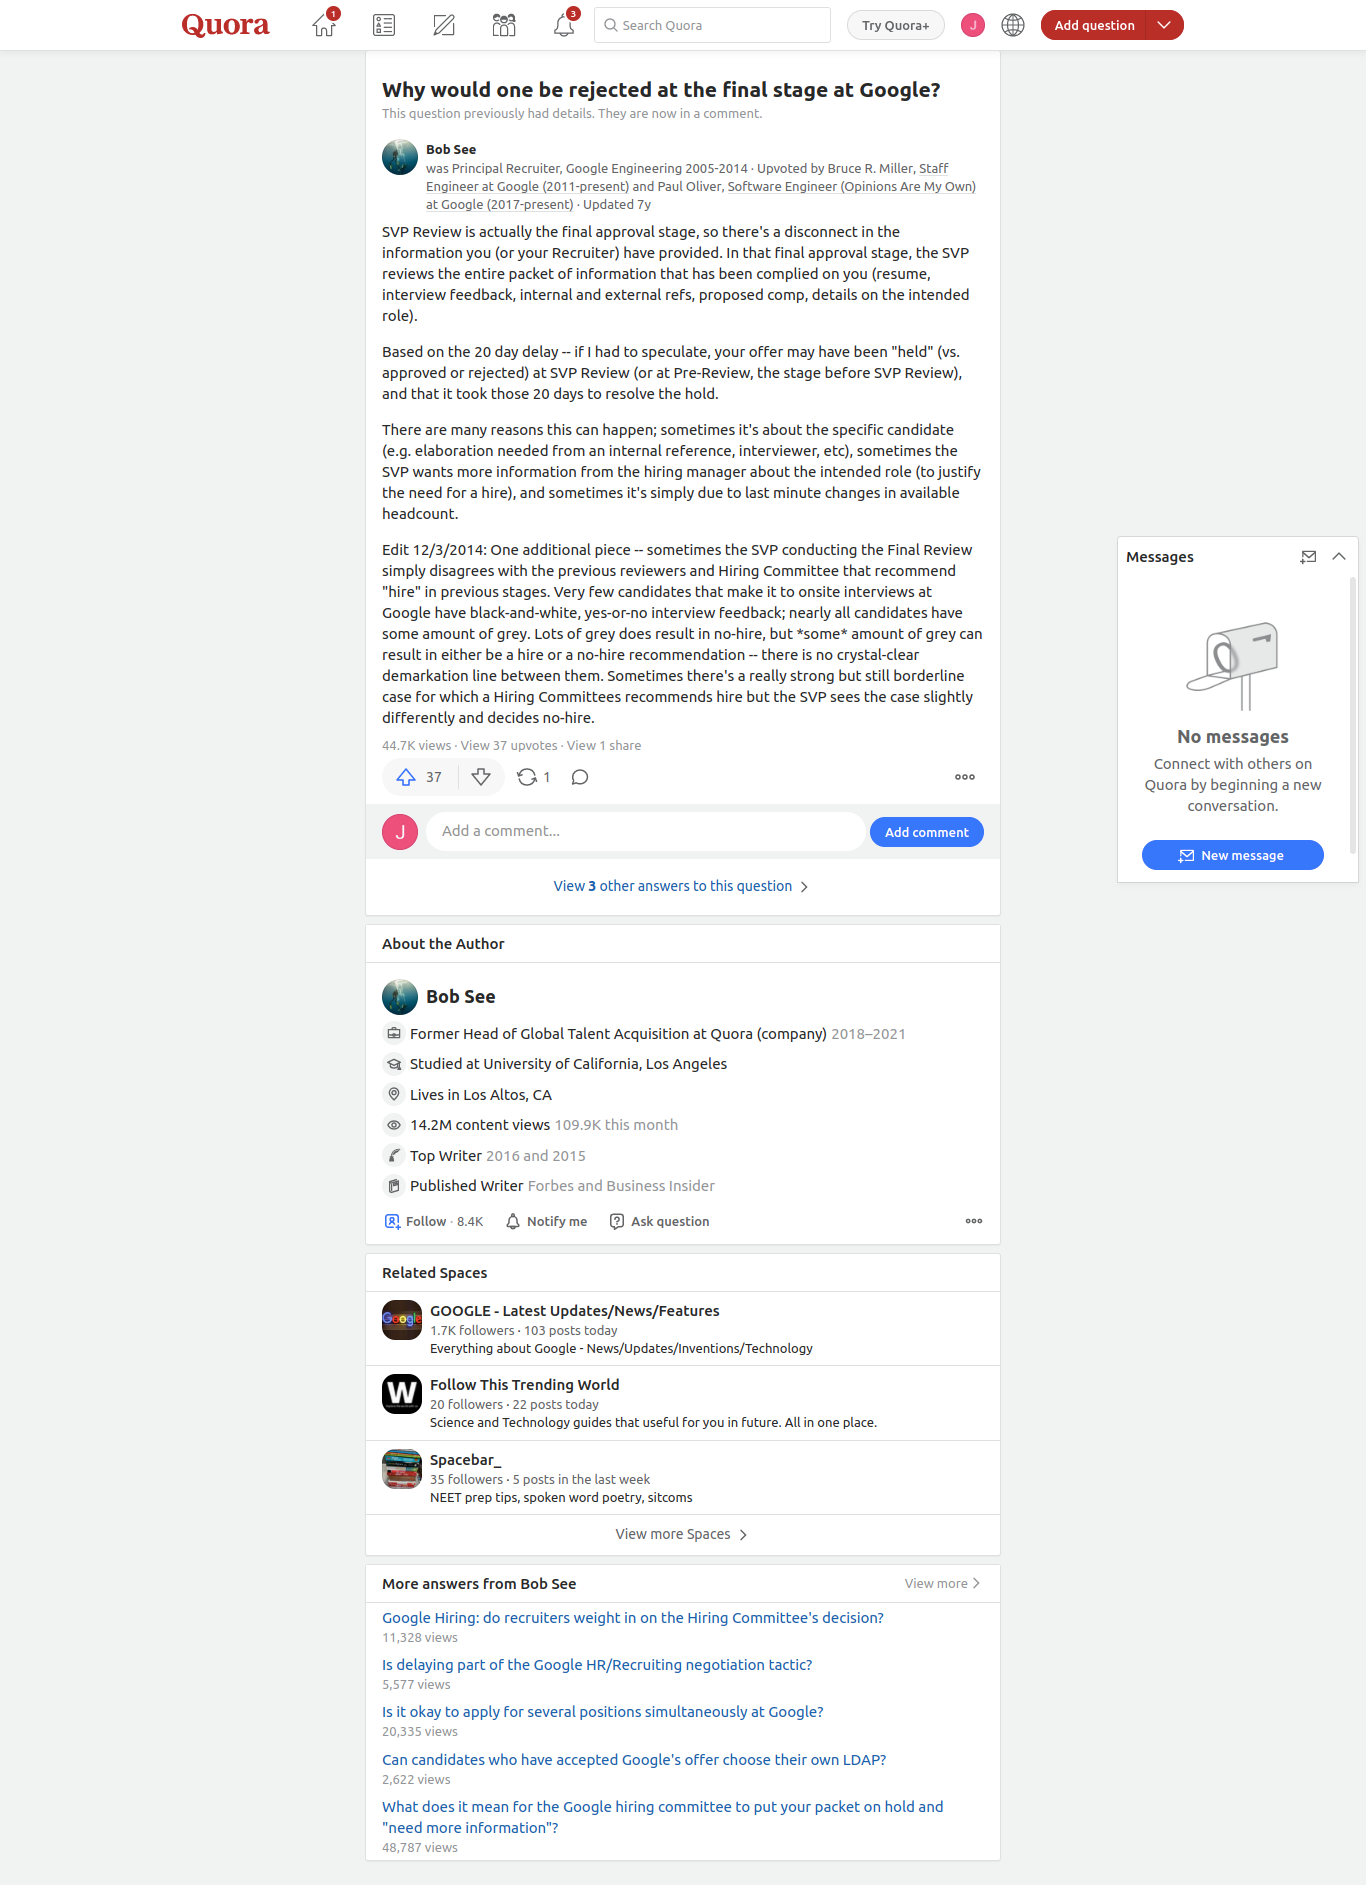 Quora
1
3
Search Quora
Try Quora+
J
Add question
Why would one be rejected at the final stage at Google?
This question previously had details. They are now in a comment.
Bob See
was Principal Recruiter, Google Engineering 2005-2014 · Upvoted by Bruce R. Miller, Staff
Engineer at Google (2011-present) and Paul Oliver, Software Engineer (Opinions Are My Own)
at Google (2017-present) · Updated 7y
SVP Review is actually the final approval stage, so there's a disconnect in the
information you (or your Recruiter) have provided. In that final approval stage, the SVP
reviews the entire packet of information that has been complied on you (resume,
interview feedback, internal and external refs, proposed comp, details on the intended
role).
Based on the 20 day delay -- if I had to speculate, your offer may have been "held" (vs.
approved or rejected) at SVP Review (or at Pre-Review, the stage before SVP Review),
and that it took those 20 days to resolve the hold.
There are many reasons this can happen; sometimes it's about the specific candidate
(e.g. elaboration needed from an internal reference, interviewer, etc), sometimes the
SVP wants more information from the hiring manager about the intended role (to justify
the need for a hire), and sometimes it's simply due to last minute changes in available
headcount.
Edit 12/3/2014: One additional piece -- sometimes the SVP conducting the Final Review
simply disagrees with the previous reviewers and Hiring Committee that recommend
"hire" in previous stages. Very few candidates that make it to onsite interviews at
Google have black-and-white, yes-or-no interview feedback; nearly all candidates have
some amount of grey. Lots of grey does result in no-hire, but *some* amount of grey can
result in either be a hire or a no-hire recommendation -- there is no crystal-clear
demarkation line between them. Sometimes there's a really strong but still borderline
case for which a Hiring Committees recommends hire but the SVP sees the case slightly
differently and decides no-hire.
44.7K views · View 37 upvotes · View 1 share
37
1
J
Add a comment...
Add comment
View 3 other answers to this question
Messages
No messages
Connect with others on
Quora by beginning a new
conversation.
New message
About the Author
Bob See
Former Head of Global Talent Acquisition at Quora (company) 2018–2021
Studied at University of California, Los Angeles
Lives in Los Altos, CA
14.2M content views 109.9K this month
Top Writer 2016 and 2015
Published Writer Forbes and Business Insider
Follow · 8.4K
Notify me
Ask question
Related Spaces
Google
GOOGLE - Latest Updates/News/Features
1.7K followers · 103 posts today
Everything about Google - News/Updates/Inventions/Technology
W
Follow This Trending World
20 followers · 22 posts today
Science and Technology guides that useful for you in future. All in one place.
Spacebar_
35 followers · 5 posts in the last week
NEET prep tips, spoken word poetry, sitcoms
View more Spaces
More answers from Bob See
View more
Google Hiring: do recruiters weight in on the Hiring Committee's decision?
11,328 views
Is delaying part of the Google HR/Recruiting negotiation tactic?
5,577 views
Is it okay to apply for several positions simultaneously at Google?
20,335 views
Can candidates who have accepted Google's offer choose their own LDAP?
2,622 views
What does it mean for the Google hiring committee to put your packet on hold and
"need more information"?
48,787 views